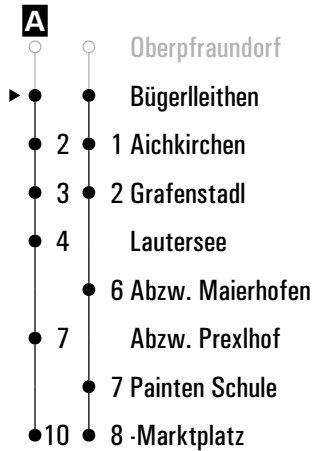 A
Oberpfraundorf
Bügerlleithen
2 1 Aichkirchen
3 2 Grafenstadl
4 Lautersee
6 Abzw. Maierhofen
7 Abzw. Prexlhof
7 Painten Schule
10 8 -Marktplatz